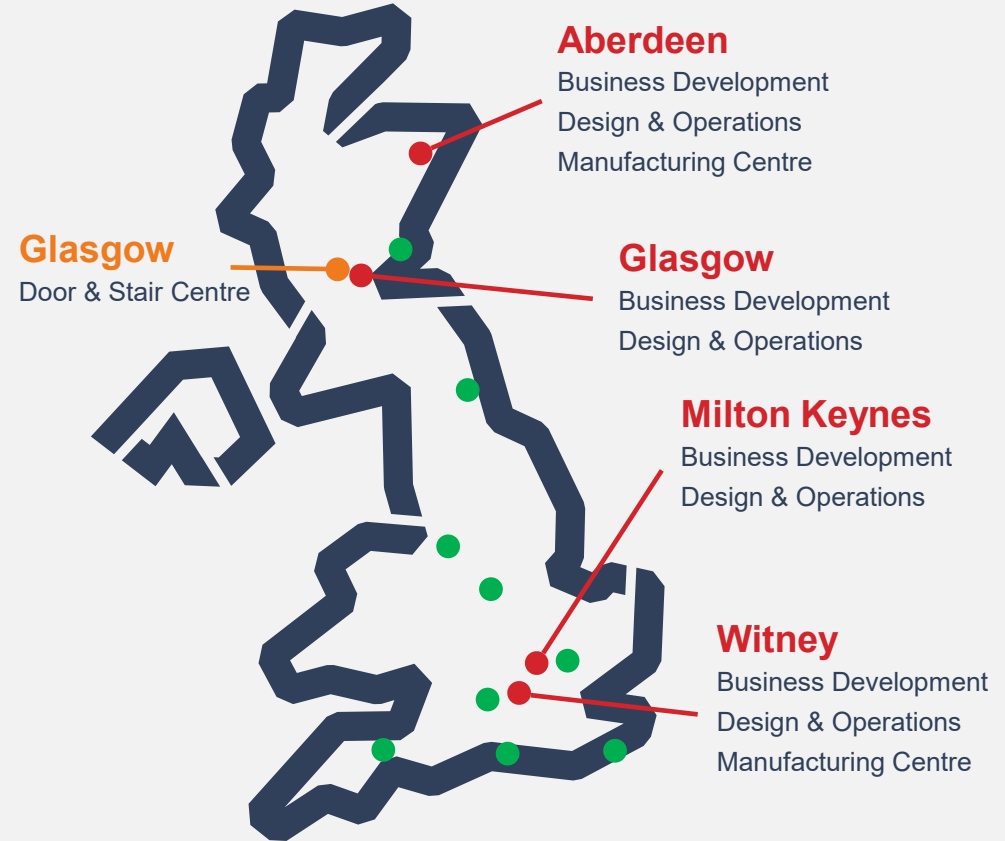 Aberdeen
Business Development
Design & Operations
Manufacturing Centre
Glasgow
Door & Stair Centre
Glasgow
Business Development
Design & Operations
Milton Keynes
Business Development
Design & Operations
Witney
Business Development
Design & Operations
Manufacturing Centre